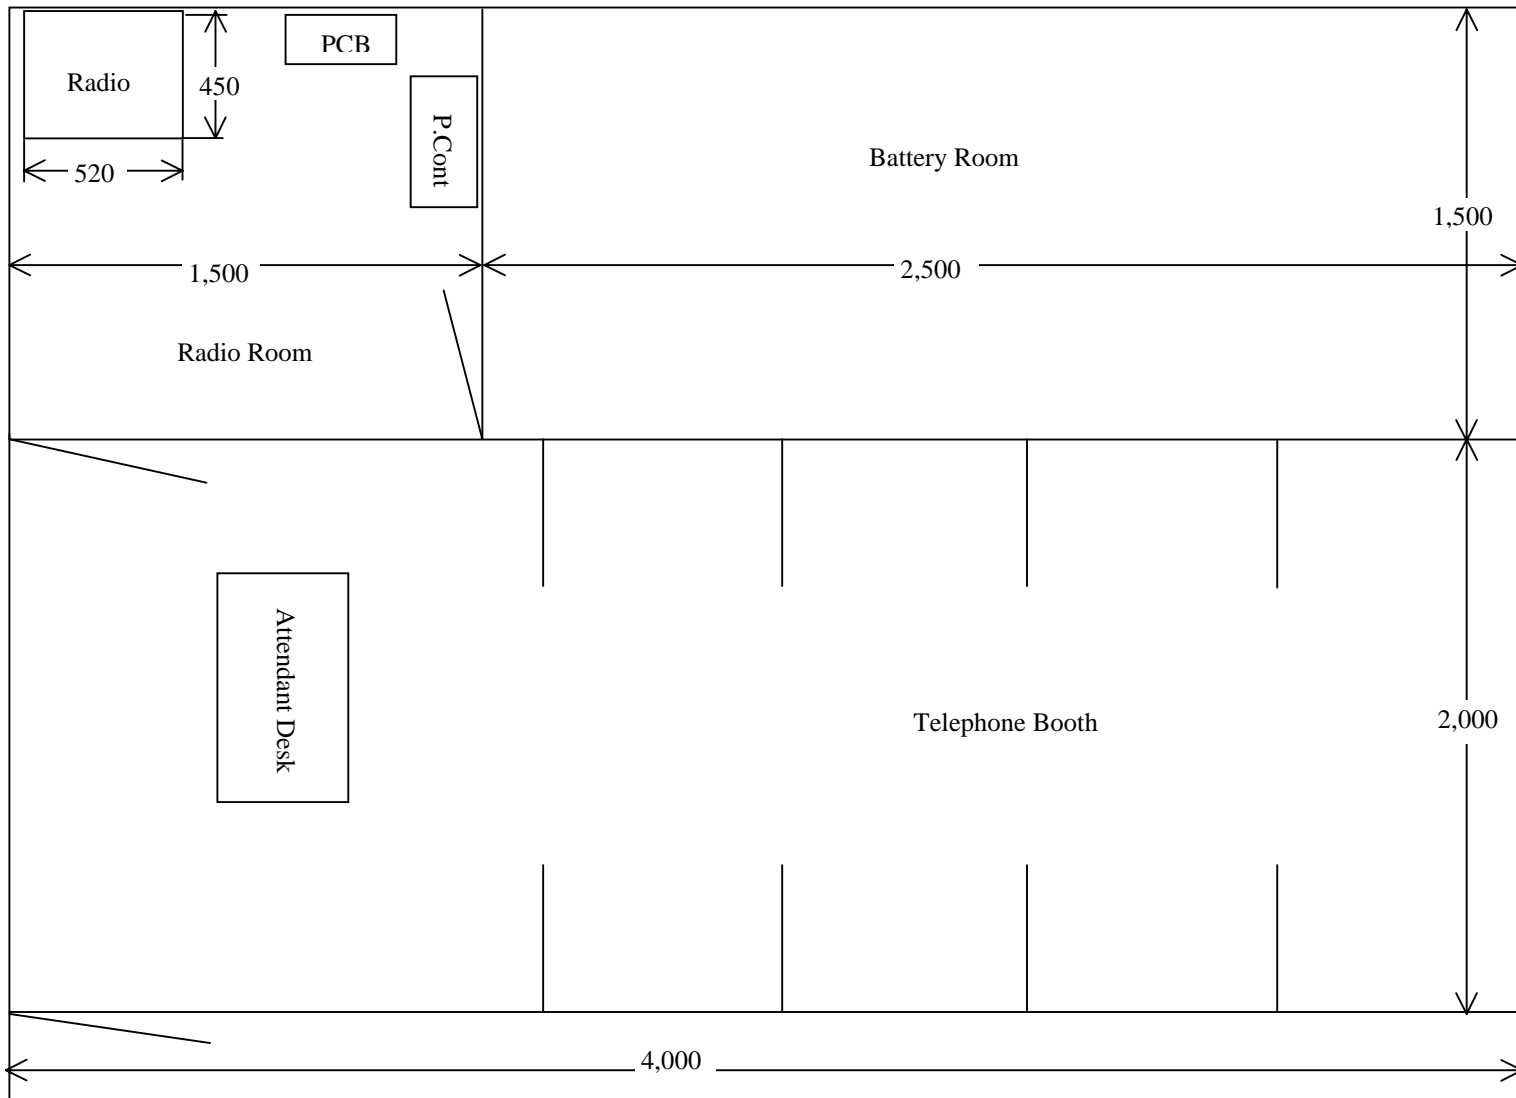 PCB
Radio
450
P.Cont
Battery Room
520
1,500
1,500
2,500
Radio Room
Attendant Desk
Telephone Booth
2,000
4,000